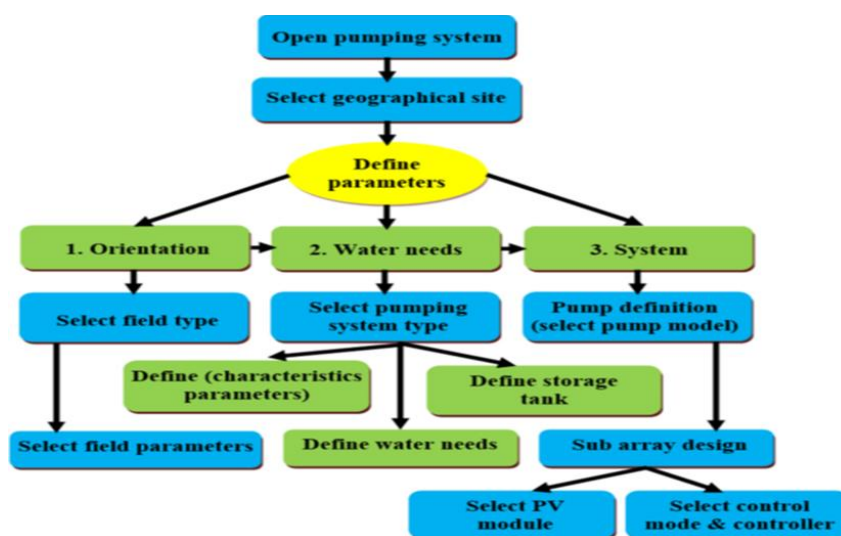 Open pumping system
Select geographical site
Define
parameters
1. Orientation
2. Water needs
3. System
Select field type
Select pumping
system type
Pump definition
(select pump model)
Define (characteristics
parameters)
Define storage
tank
Select field parameters
Define water needs
Sub array design
Select PV
module
Select control
mode & controller